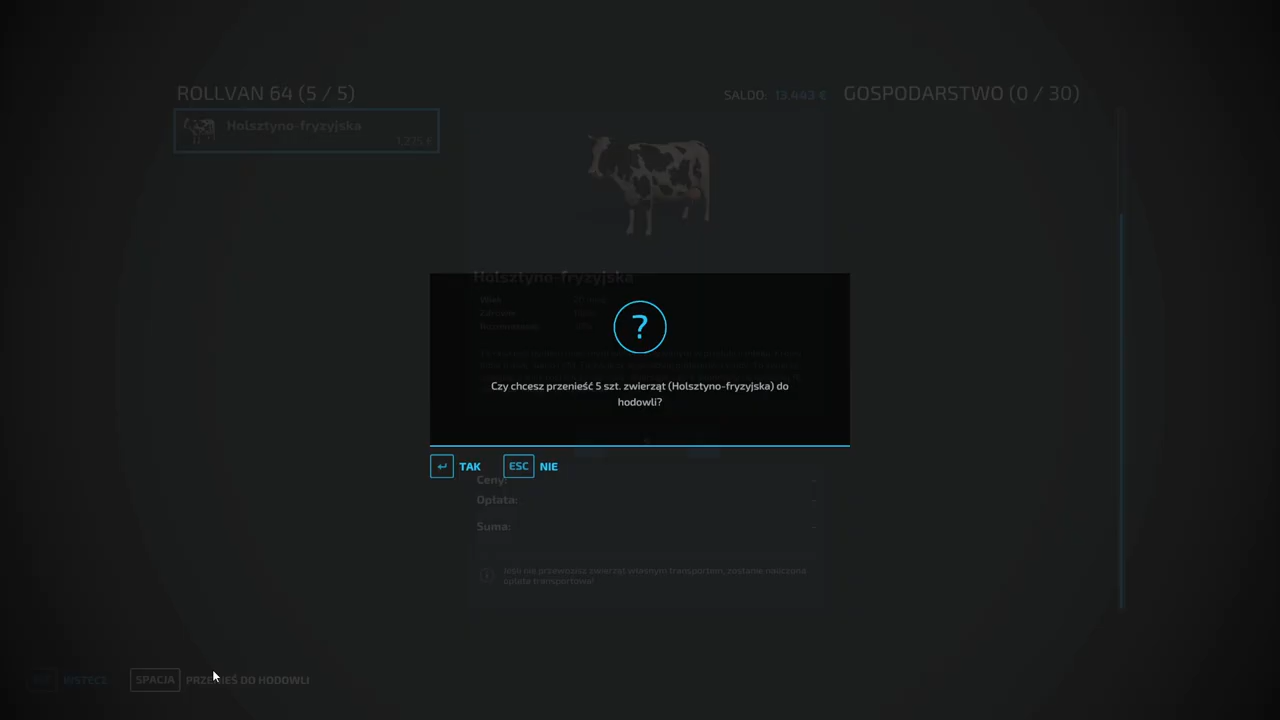 ROLLVAN 64 (5 / 5)
SALDO: 13,443 €
GOSPODARSTWO (0 / 30)
Holsztyno-fryzyjska
1,275 €
Holsztyno-fryzyjska
?
Czy chcesz przenieść 5 szt. zwierząt (Holsztyno-fryzyjska) do
hodowli?
↵ TAK ESC NIE
Ceny: -
Opłata: -
Suma: -
Jeśli nie przewozisz zwierząt własnym transportem, zostanie naliczona
opłata transportowa!
WSTECZ SPACJA PRZENIEŚ DO HODOWLI